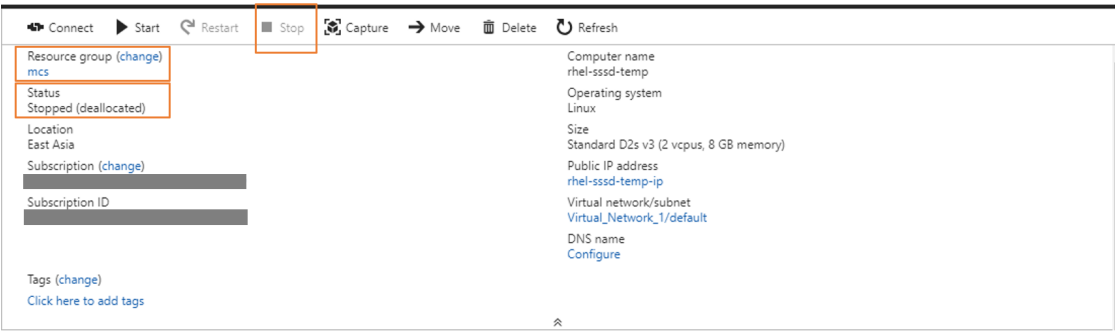 Connect Start Restart Stop Capture Move Delete Refresh
Resource group (change)
mcs
Status
Stopped (deallocated)
Location
East Asia
Subscription (change)
Subscription ID
Tags (change)
Click here to add tags
Computer name
rhel-sssd-temp
Operating system
Linux
Size
Standard D2s v3 (2 vcpus, 8 GB memory)
Public IP address
rhel-sssd-temp-ip
Virtual network/subnet
Virtual_Network_1/default
DNS name
Configure